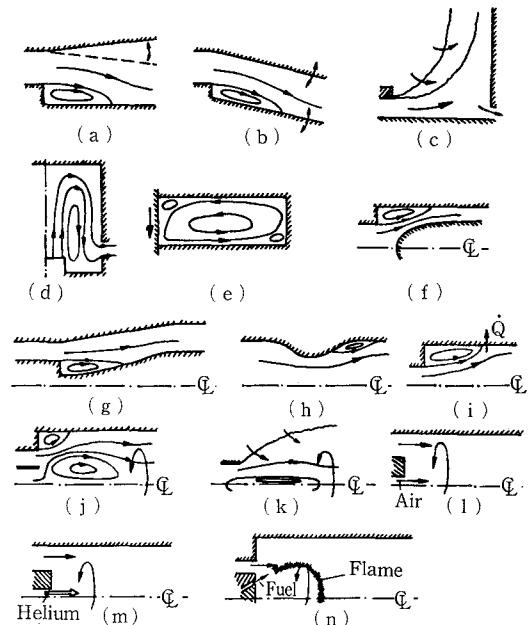 (a) (b) (c)
(d) (e) (f) ℄
Q̇
(g) ℄ (h) ℄ (i) ℄
(j) ℄ (k) ℄ Air (l) ℄
Helium (m) ℄ Fuel (n) Flame ℄